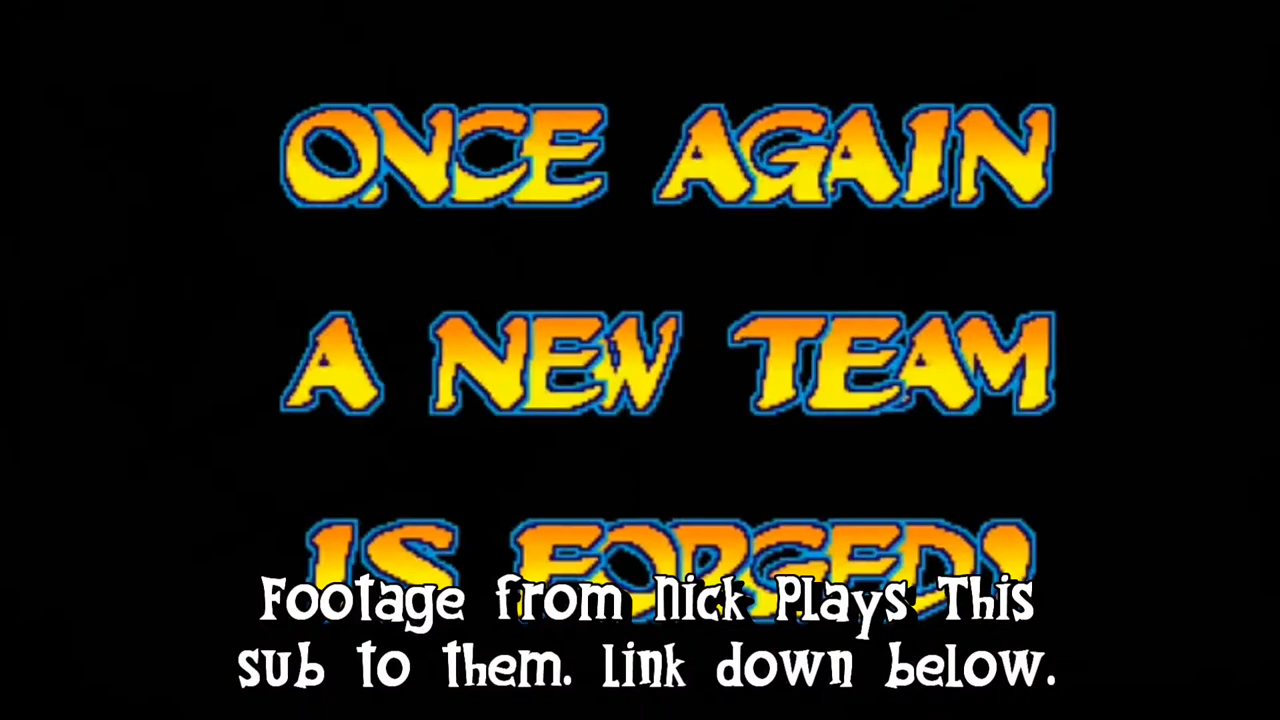 ONCE AGAIN
A NEW TEAM
IS FORGED!
Footage from Nick Plays This
sub to them. Link down below.